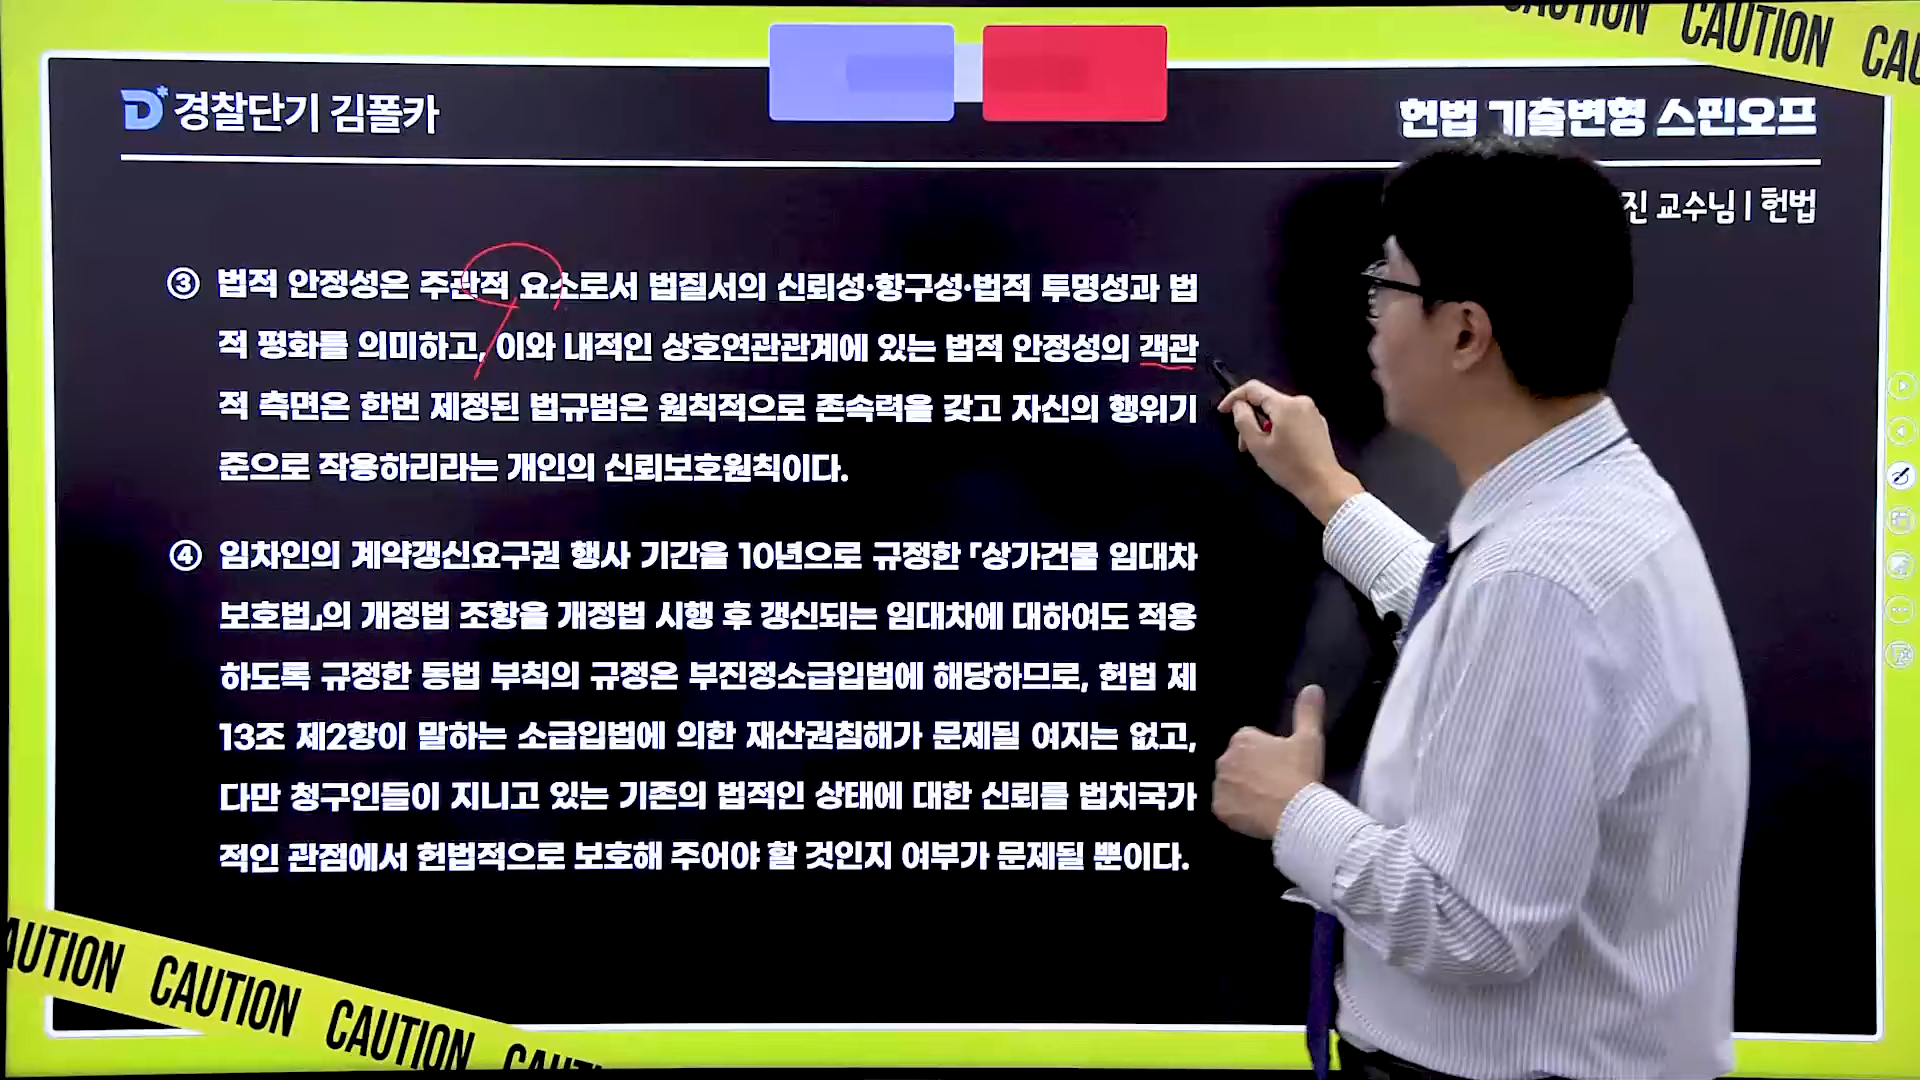 CAUTION CAUTION CAU
경찰단기 김폴카
헌법 기출변형 스핀오프
진 교수님 | 헌법
③ 법적 안정성은 주관적 요소로서 법질서의 신뢰성·항구성·법적 투명성과 법
적 평화를 의미하고, 이와 내적인 상호연관관계에 있는 법적 안정성의 객관
적 측면은 한번 제정된 법규범은 원칙적으로 존속력을 갖고 자신의 행위기
준으로 작용하리라는 개인의 신뢰보호원칙이다.
④ 임차인의 계약갱신요구권 행사 기간을 10년으로 규정한 「상가건물 임대차
보호법」의 개정법 조항을 개정법 시행 후 갱신되는 임대차에 대하여도 적용
하도록 규정한 동법 부칙의 규정은 부진정소급입법에 해당하므로, 헌법 제
13조 제2항이 말하는 소급입법에 의한 재산권침해가 문제될 여지는 없고,
다만 청구인들이 지니고 있는 기존의 법적인 상태에 대한 신뢰를 법치국가
적인 관점에서 헌법적으로 보호해 주어야 할 것인지 여부가 문제될 뿐이다.
AUTION CAUTION CAUTION CAUT